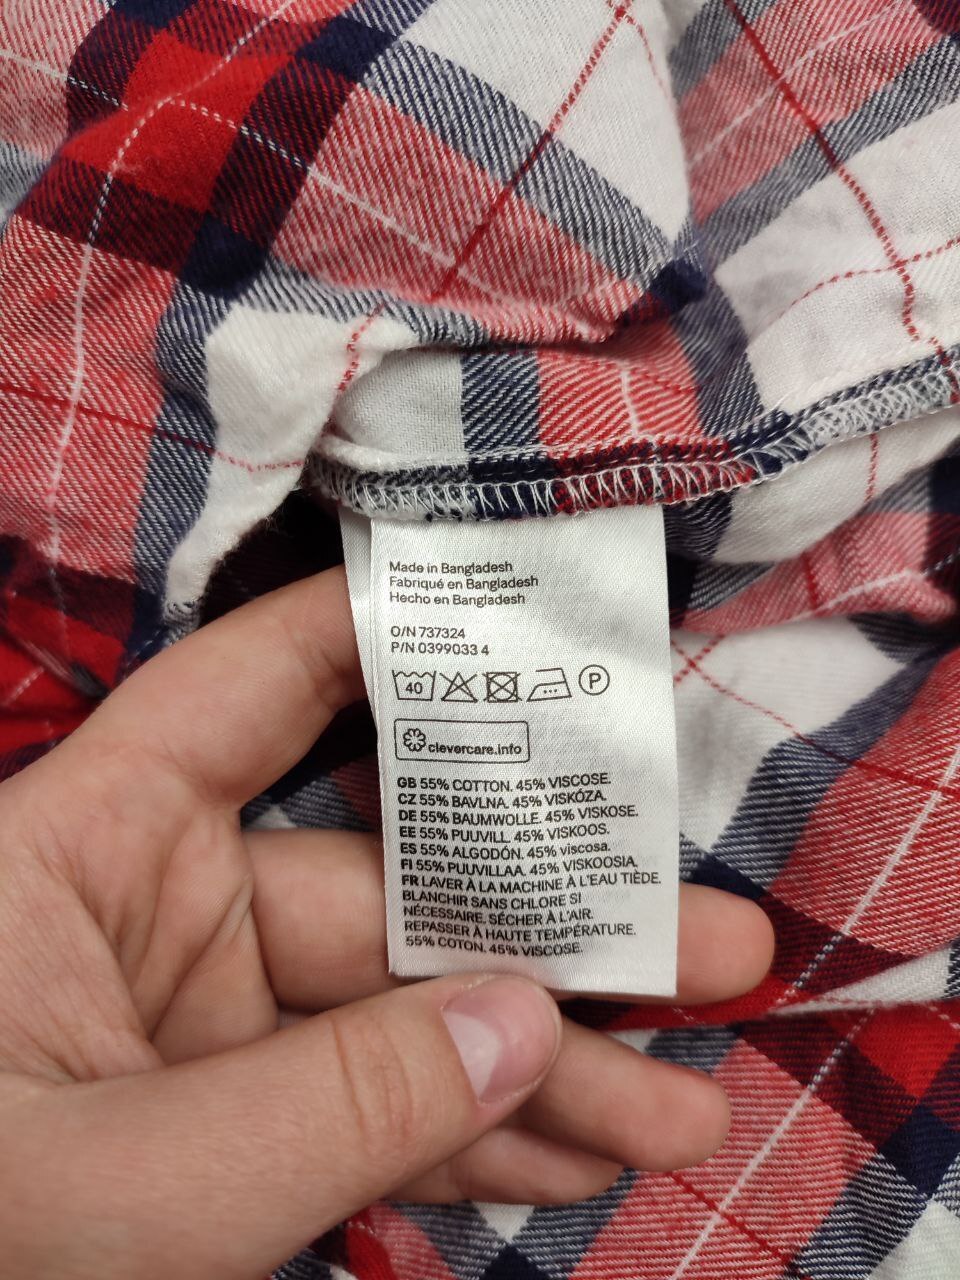 Made in Bangladesh
Fabriqué en Bangladesh
Hecho en Bangladesh
O/N 737324
P/N 0399033 4
40 P
clevercare.info
GB 55% COTTON. 45% VISCOSE.
CZ 55% BAVLNA. 45% VISKÓZA.
DE 55% BAUMWOLLE. 45% VISKOSE.
EE 55% PUUVILL. 45% VISKOOS.
ES 55% ALGODÓN. 45% viscosa.
FI 55% PUUVILLAA. 45% VISKOOSIA.
FR LAVER À LA MACHINE À L'EAU TIÈDE.
BLANCHIR SANS CHLORE SI
NÉCESSAIRE. SÉCHER À L'AIR.
REPASSER À HAUTE TEMPÉRATURE.
55% COTON. 45% VISCOSE.